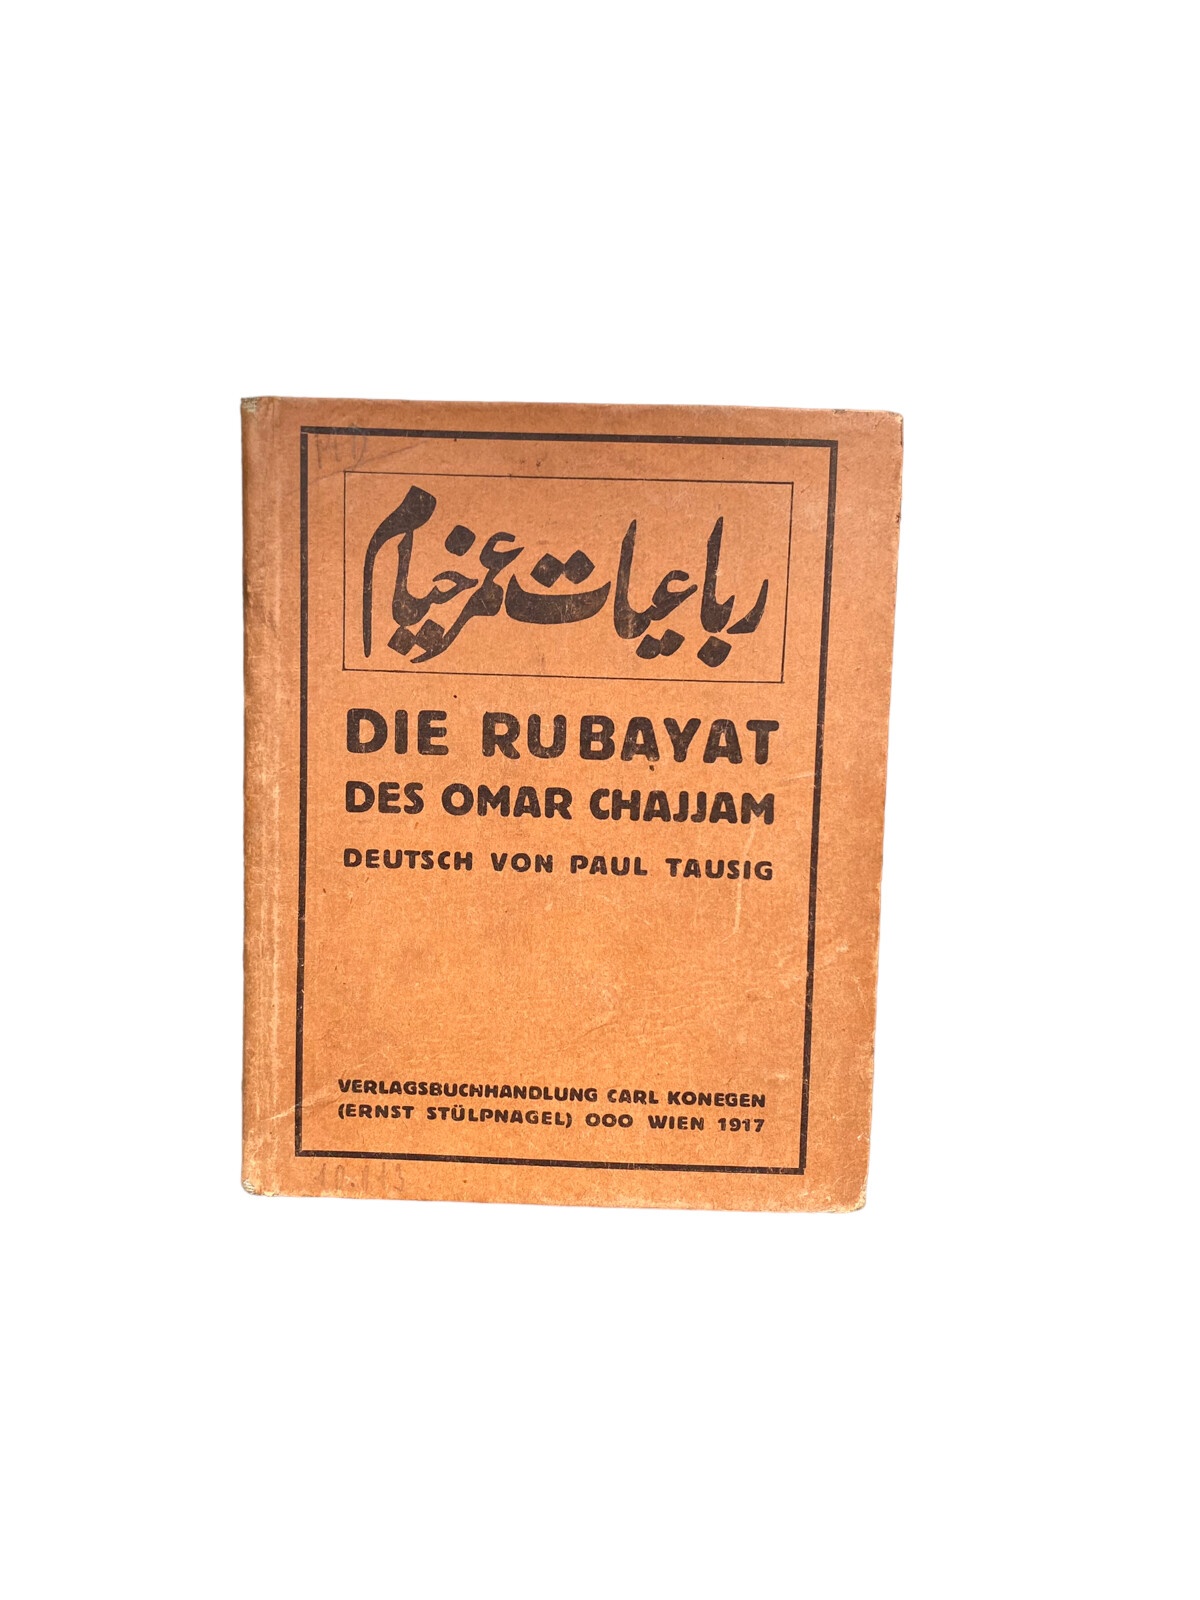 رباعيات عمر خيام
DIE RUBAYAT
DES OMAR CHAJJAM
DEUTSCH VON PAUL TAUSIG
VERLAGSBUCHHANDLUNG CARL KONEGEN
(ERNST STÜLPNAGEL) OOO WIEN 1917